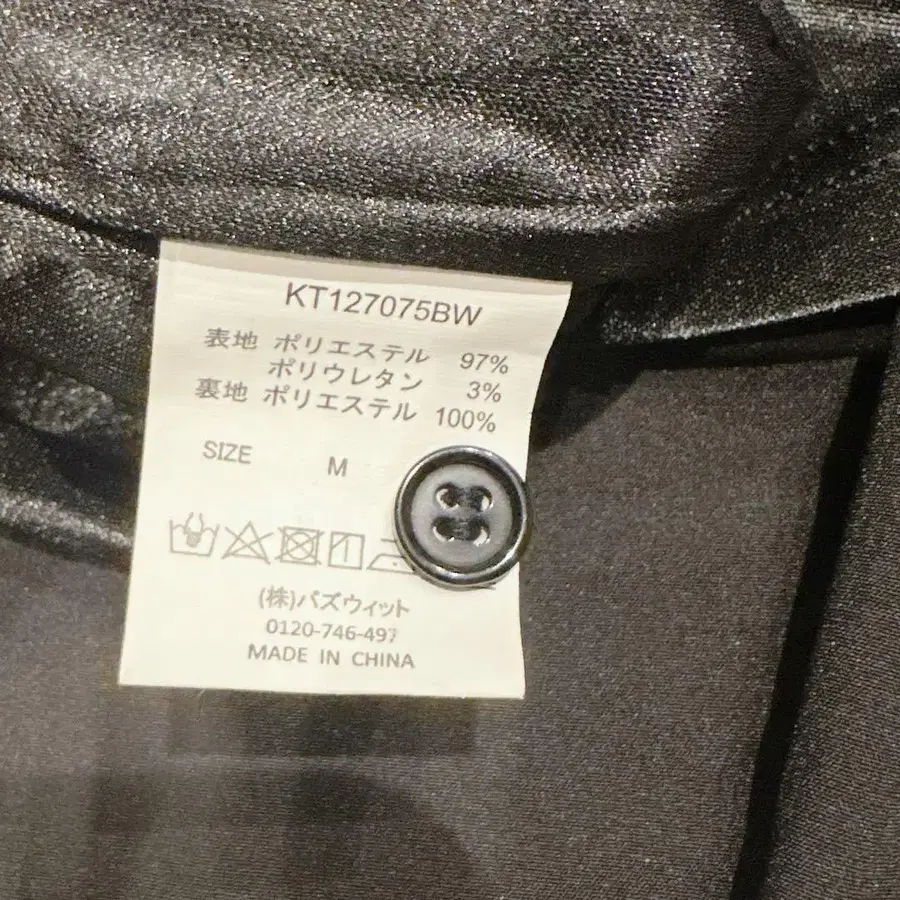 KT127075BW
表地 ポリエステル 97%
ポリウレタン 3%
裏地 ポリエステル 100%
SIZE M
(株)バズウィット
0120-746-497
MADE IN CHINA